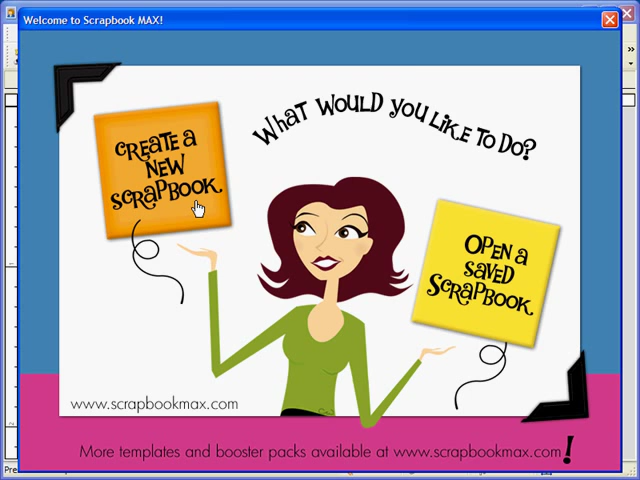 Welcome to Scrapbook MAX!
What would you like to do?
Create a
new
scrapbook
Open a
saved
Scrapbook
www.scrapbookmax.com
More templates and booster packs available at www.scrapbookmax.com!